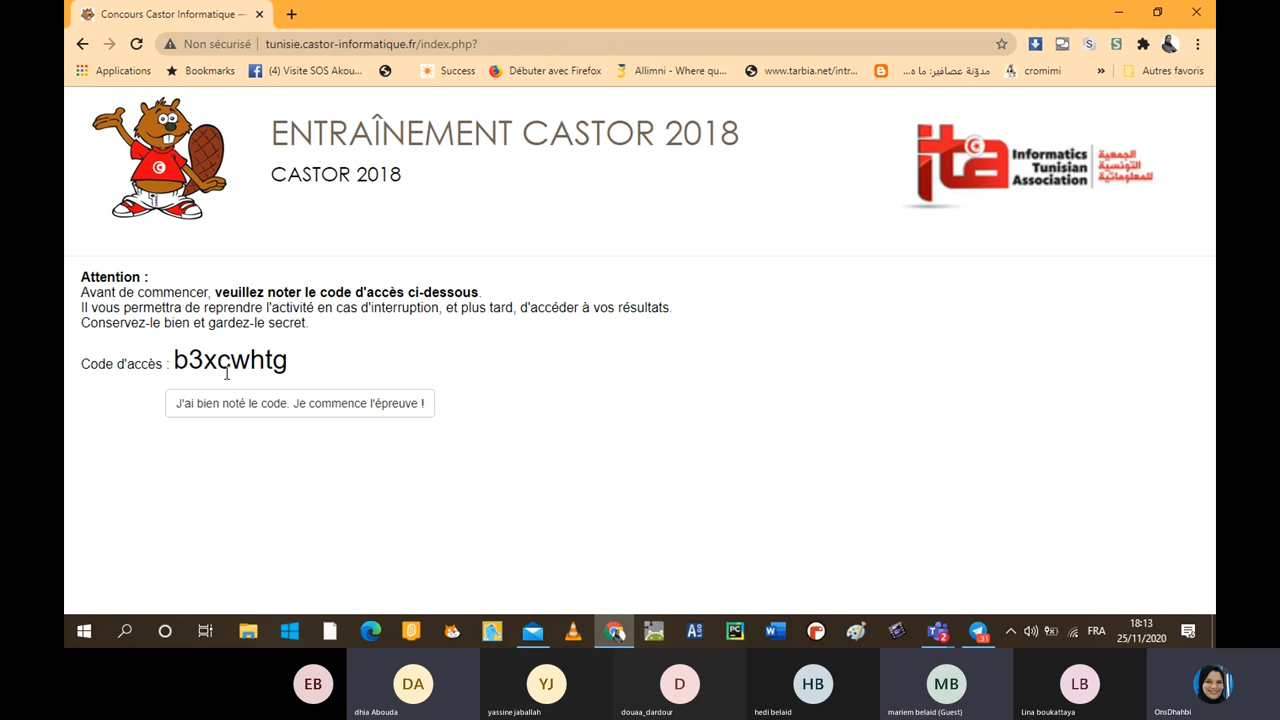 Concours Castor Informatique —
Non sécurisé
tunisie.castor-informatique.fr/index.php?
Applications
Bookmarks
(4) Visite SOS Akou...
Success
Débuter avec Firefox
Allimni - Where qu...
www.tarbia.net/intr...
مدوّنة عصافير: ما ه...
cromimi
»
Autres favoris
ENTRAÎNEMENT CASTOR 2018
CASTOR 2018
ita
Informatics
Tunisian
Association
الجمعية
التونسية
للمعلوماتية
Attention :
Avant de commencer, veuillez noter le code d'accès ci-dessous.
Il vous permettra de reprendre l'activité en cas d'interruption, et plus tard, d'accéder à vos résultats.
Conservez-le bien et gardez-le secret.
Code d'accès : b3xcwhtg
J'ai bien noté le code. Je commence l'épreuve !
FRA
18:13
25/11/2020
EB
DA
YJ
D
HB
MB
LB
dhia Abouda
yassine jaballah
douaa_dardour
hedi belaid
mariem belaid (Guest)
Lina boukattaya
OnsDhahbi